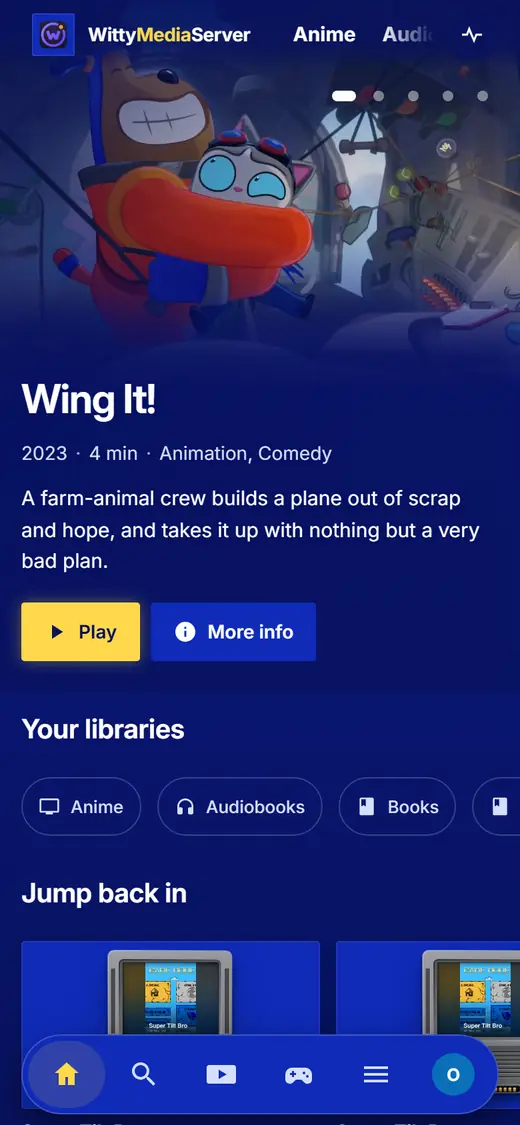 WittyMediaServer
Anime
Wing It!
2023 · 4 min · Animation, Comedy
A farm-animal crew builds a plane out of scrap
and hope, and takes it up with nothing but a very
bad plan.
Play
More info
Your libraries
Anime
Audiobooks
Books
Jump back in
Super Tilt Bro
Super Tilt Bro
O